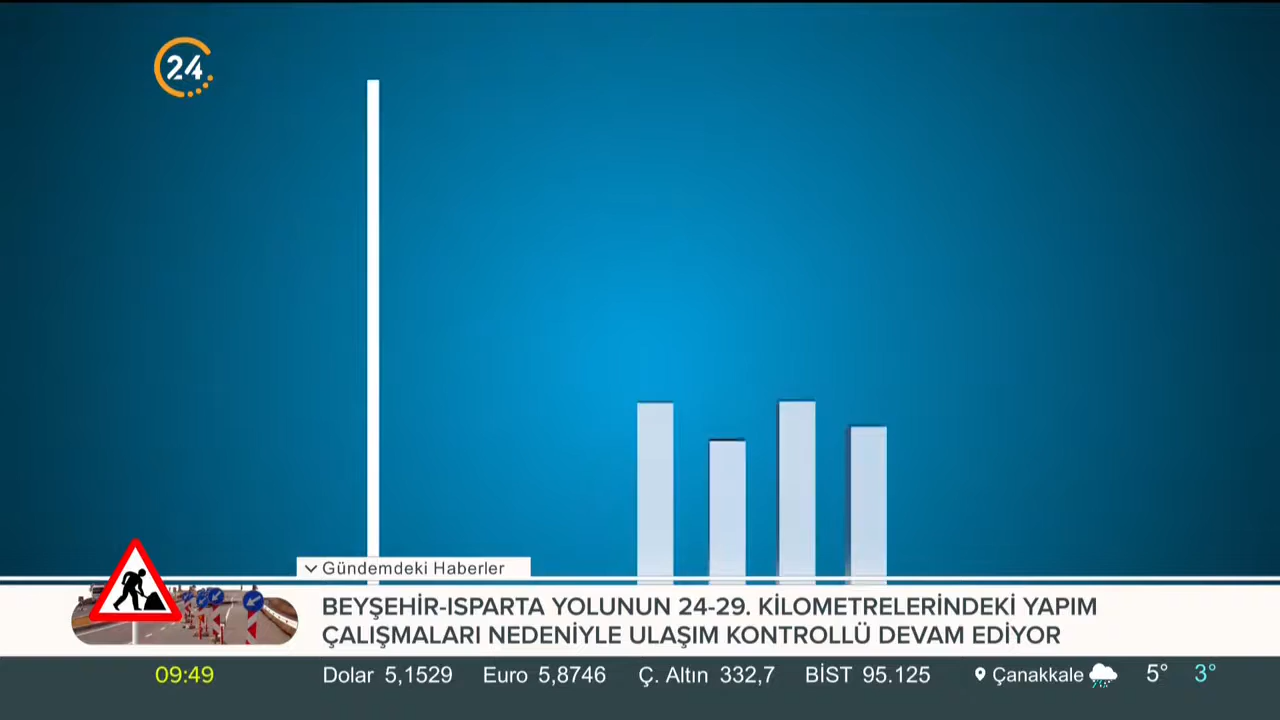 24
Gündemdeki Haberler
BEYŞEHİR-ISPARTA YOLUNUN 24-29. KİLOMETRELERİNDEKİ YAPIM
ÇALIŞMALARI NEDENİYLE ULAŞIM KONTROLLÜ DEVAM EDİYOR
09:49 Dolar 5,1529 Euro 5,8746 Ç. Altın 332,7 BİST 95.125 Çanakkale 5° 3°